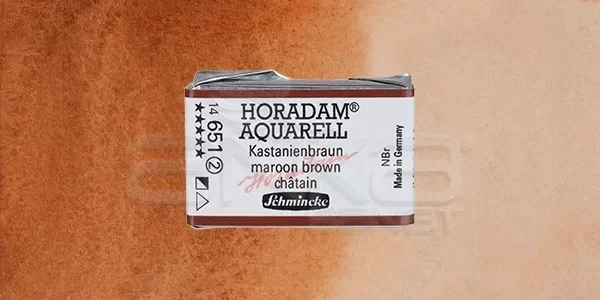 HORADAM®
AQUARELL
Kastanienbraun
maroon brown
châtain
Schmincke
14 651 2
★★★★★
NBr
Made in Germany